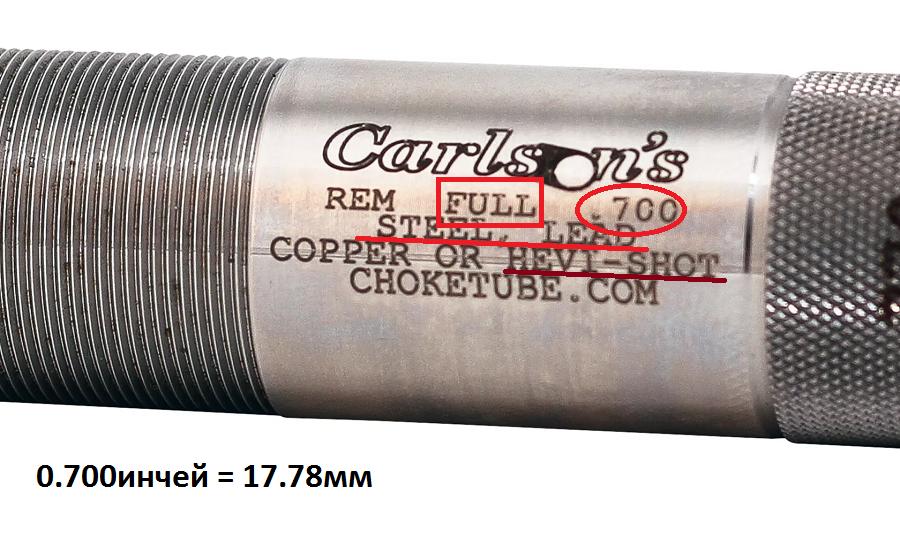 Carlson's
REM FULL .700
STEEL, LEAD
COPPER OR HEVI-SHOT
CHOKETUBE.COM
0.700инчей = 17.78мм